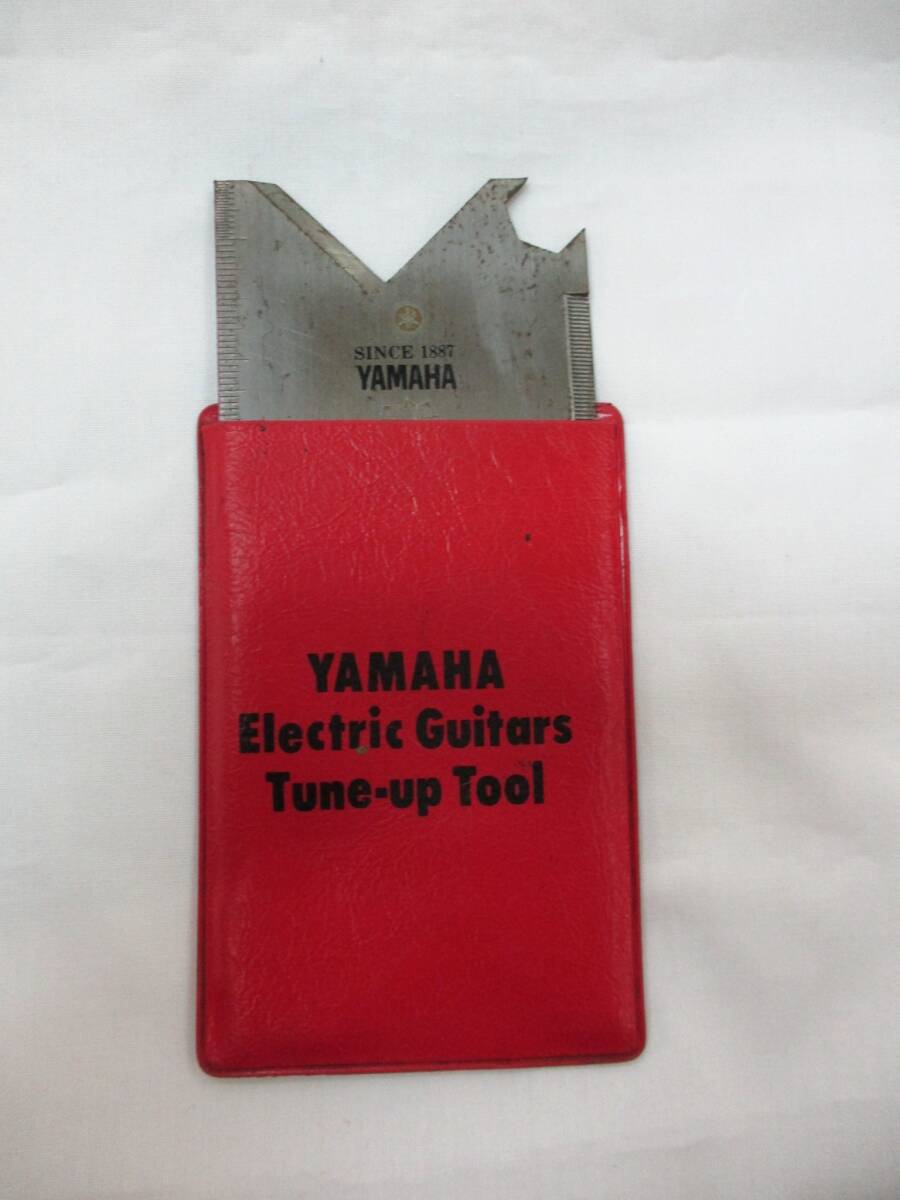 SINCE 1887
YAMAHA
YAMAHA
Electric Guitars
Tune-up Tool